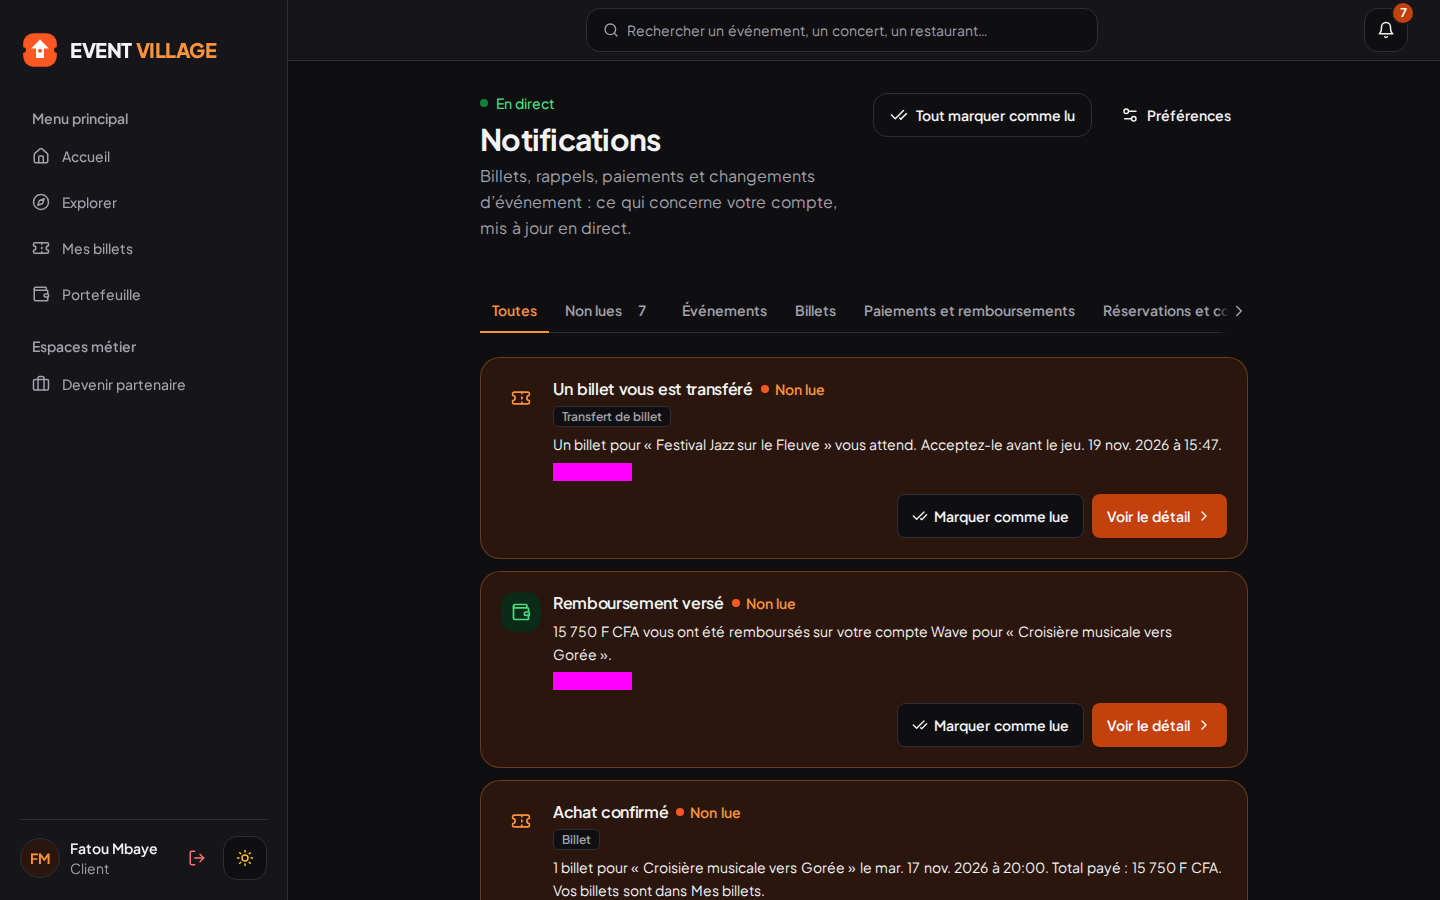 EVENT VILLAGE
Menu principal
Accueil
Explorer
Mes billets
Portefeuille
Espaces métier
Devenir partenaire
FM
Fatou Mbaye
Client
Rechercher un événement, un concert, un restaurant…
7
En direct
Notifications
Billets, rappels, paiements et changements
d’événement : ce qui concerne votre compte,
mis à jour en direct.
Tout marquer comme lu
Préférences
Toutes
Non lues 7
Événements
Billets
Paiements et remboursements
Réservations et
Un billet vous est transféré
Non lue
Transfert de billet
Un billet pour « Festival Jazz sur le Fleuve » vous attend. Acceptez-le avant le jeu. 19 nov. 2026 à 15:47.
Marquer comme lue
Voir le détail
Remboursement versé
Non lue
15 750 F CFA vous ont été remboursés sur votre compte Wave pour « Croisière musicale vers
Gorée ».
Marquer comme lue
Voir le détail
Achat confirmé
Non lue
Billet
1 billet pour « Croisière musicale vers Gorée » le mar. 17 nov. 2026 à 20:00. Total payé : 15 750 F CFA.
Vos billets sont dans Mes billets.